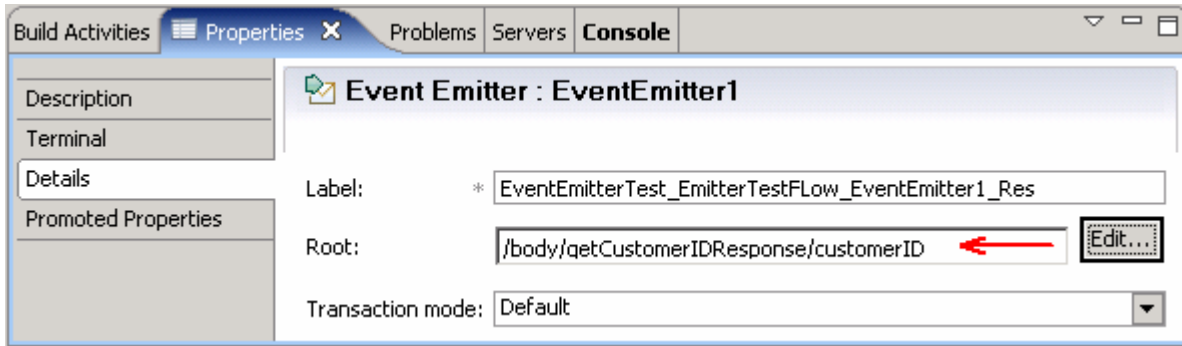 Build Activities Properties Problems Servers Console
Event Emitter : EventEmitter1
Description
Terminal
Details
Promoted Properties
Label: * EventEmitterTest_EmitterTestFLow_EventEmitter1_Res
Root: /body/getCustomerIDResponse/customerID Edit...
Transaction mode: Default